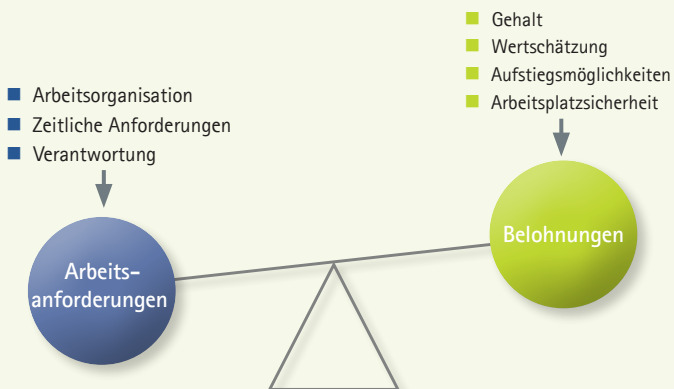 Arbeitsorganisation
Zeitliche Anforderungen
Verantwortung
Arbeits-
anforderungen
Gehalt
Wertschätzung
Aufstiegsmöglichkeiten
Arbeitsplatzsicherheit
Belohnungen